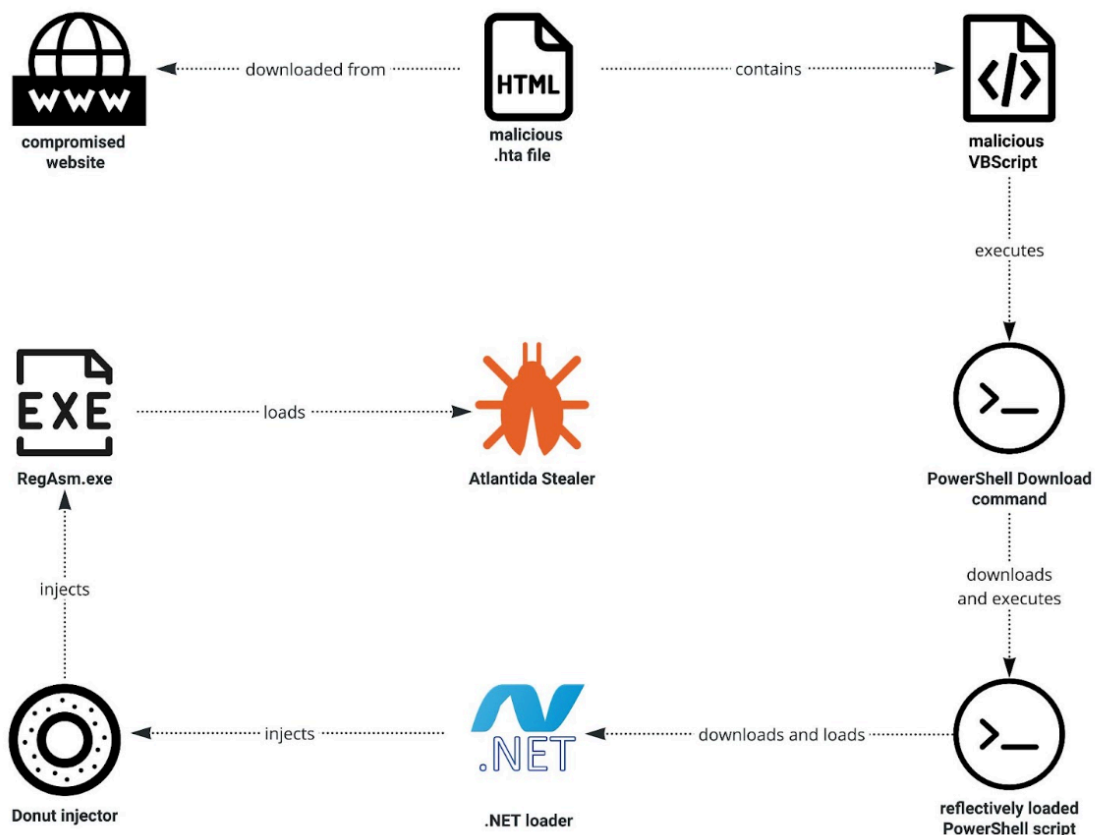 WWW
compromised
website
downloaded from
HTML
malicious
.hta file
contains
</>
malicious
VBScript
executes
>_
PowerShell Download
command
EXE
RegAsm.exe
loads
Atlantida Stealer
downloads
and executes
injects
Donut injector
injects
.NET
.NET loader
downloads and loads
>_
reflectively loaded
PowerShell script